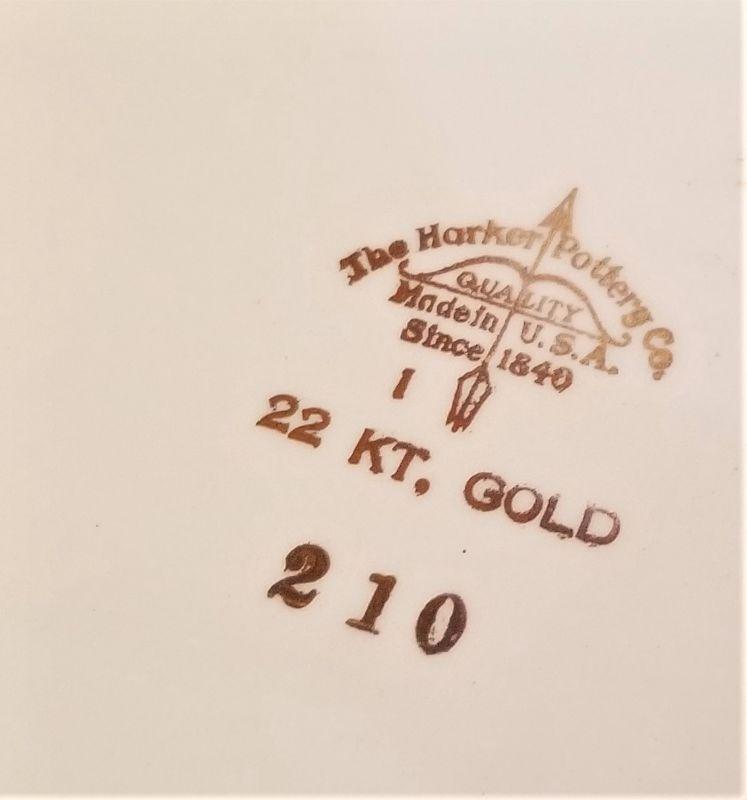 The Harker Pottery Co.
QUALITY
Made in U.S.A.
Since 1840
1
22 KT. GOLD
210